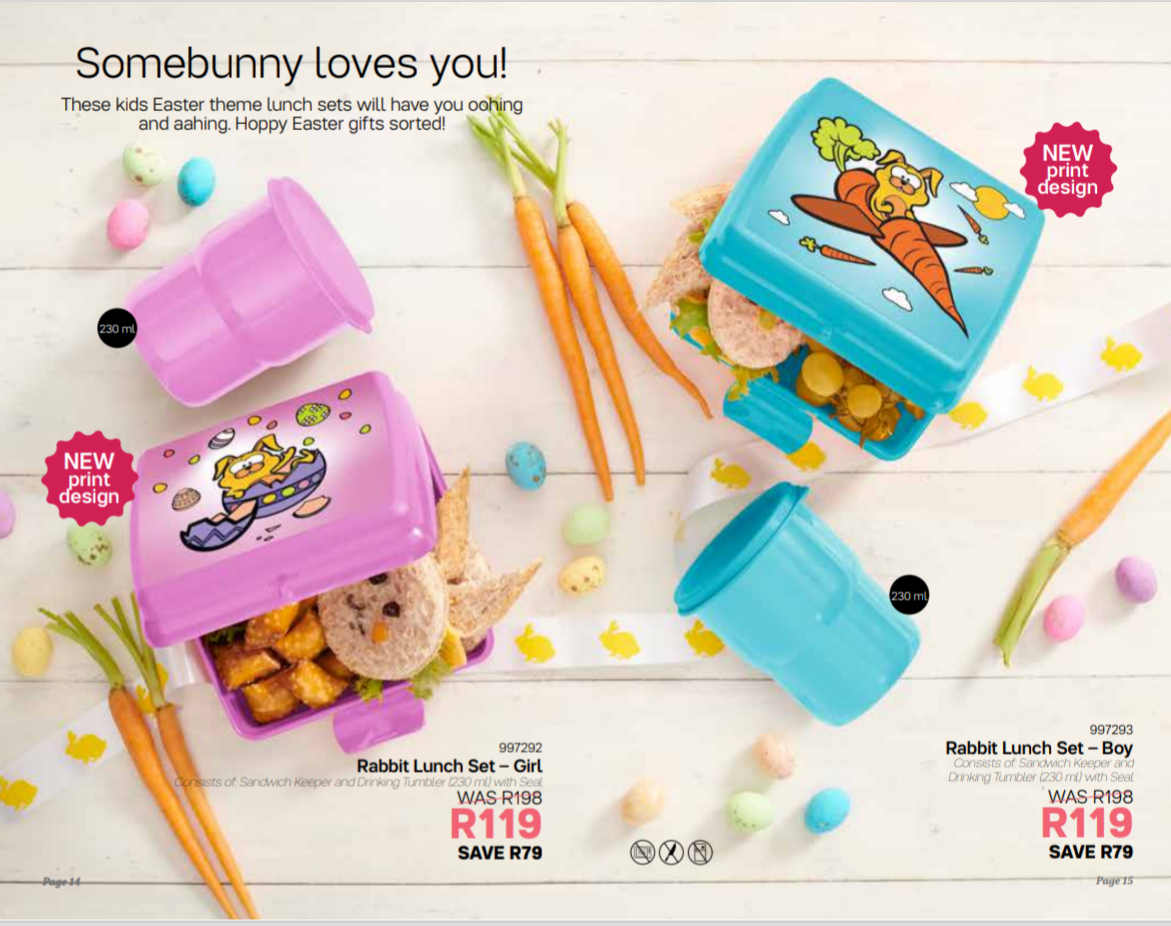 Somebunny loves you!
These kids Easter theme lunch sets will have you oohing
and aahing. Hoppy Easter gifts sorted!
NEW
print
design
230 ml
NEW
print
design
230 ml
997292
Rabbit Lunch Set – Girl
Consists of: Sandwich Keeper and Drinking Tumbler (230 ml) with Seal
WAS R198
R119
SAVE R79
997293
Rabbit Lunch Set – Boy
Consists of: Sandwich Keeper and
Drinking Tumbler (230 ml) with Seal
WAS R198
R119
SAVE R79
Page 14
Page 15